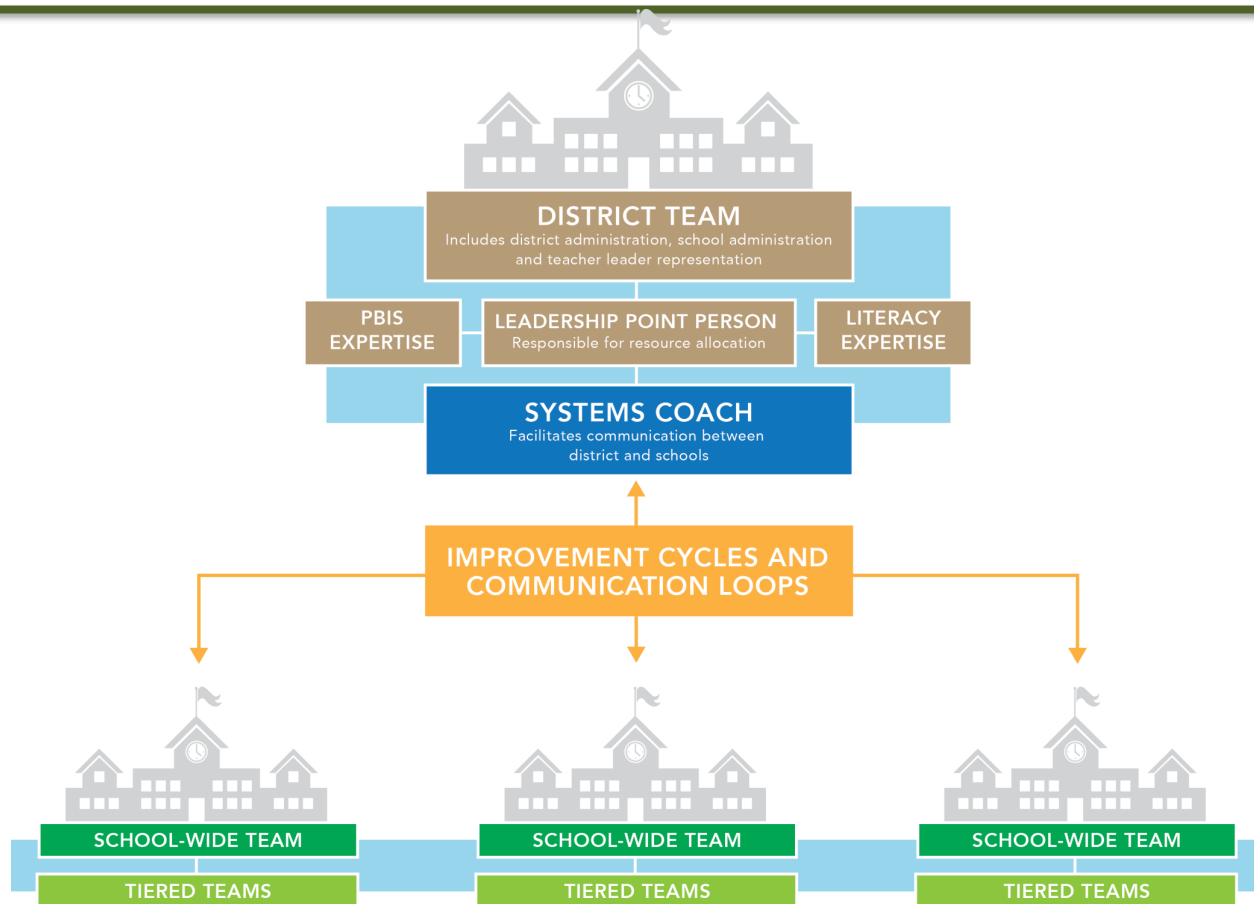 DISTRICT TEAM
Includes district administration, school administration
and teacher leader representation
PBIS
EXPERTISE
LEADERSHIP POINT PERSON
Responsible for resource allocation
LITERACY
EXPERTISE
SYSTEMS COACH
Facilitates communication between
district and schools
IMPROVEMENT CYCLES AND
COMMUNICATION LOOPS
SCHOOL-WIDE TEAM
TIERED TEAMS
SCHOOL-WIDE TEAM
TIERED TEAMS
SCHOOL-WIDE TEAM
TIERED TEAMS